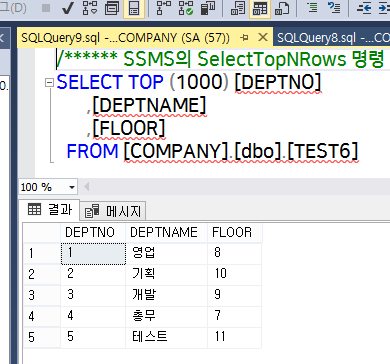 SQLQuery9.sql -...COMPANY (SA (57)) SQLQuery8.sql -...CO
/****** SSMS의 SelectTopNRows 명령
SELECT TOP (1000) [DEPTNO]
,[DEPTNAME]
,[FLOOR]
FROM [COMPANY].[dbo].[TEST6]
100 %
결과 메시지
DEPTNO DEPTNAME FLOOR
1 1 영업 8
2 2 기획 10
3 3 개발 9
4 4 총무 7
5 5 테스트 11